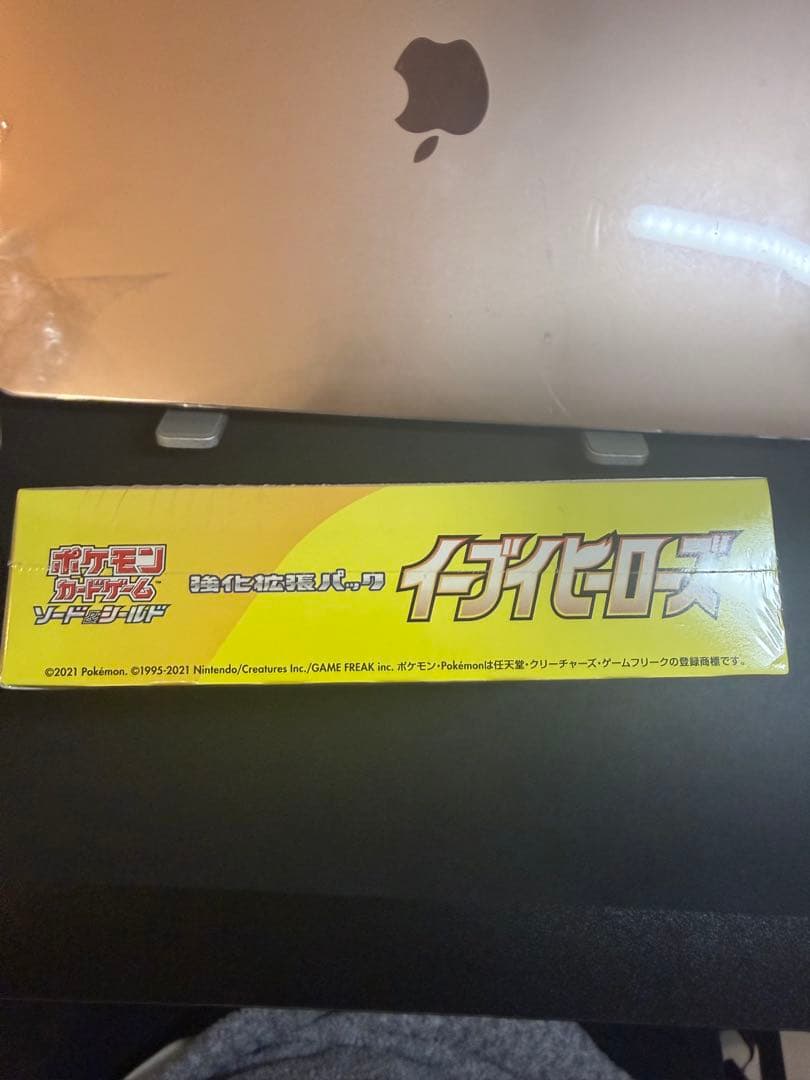 ポケモン
カードゲーム™
ソード&シールド
強化拡張パック
イーブイヒーローズ
©2021 Pokémon. ©1995-2021 Nintendo/Creatures Inc./GAME FREAK inc. ポケモン・Pokémonは任天堂・クリーチャーズ・ゲームフリークの登録商標です。